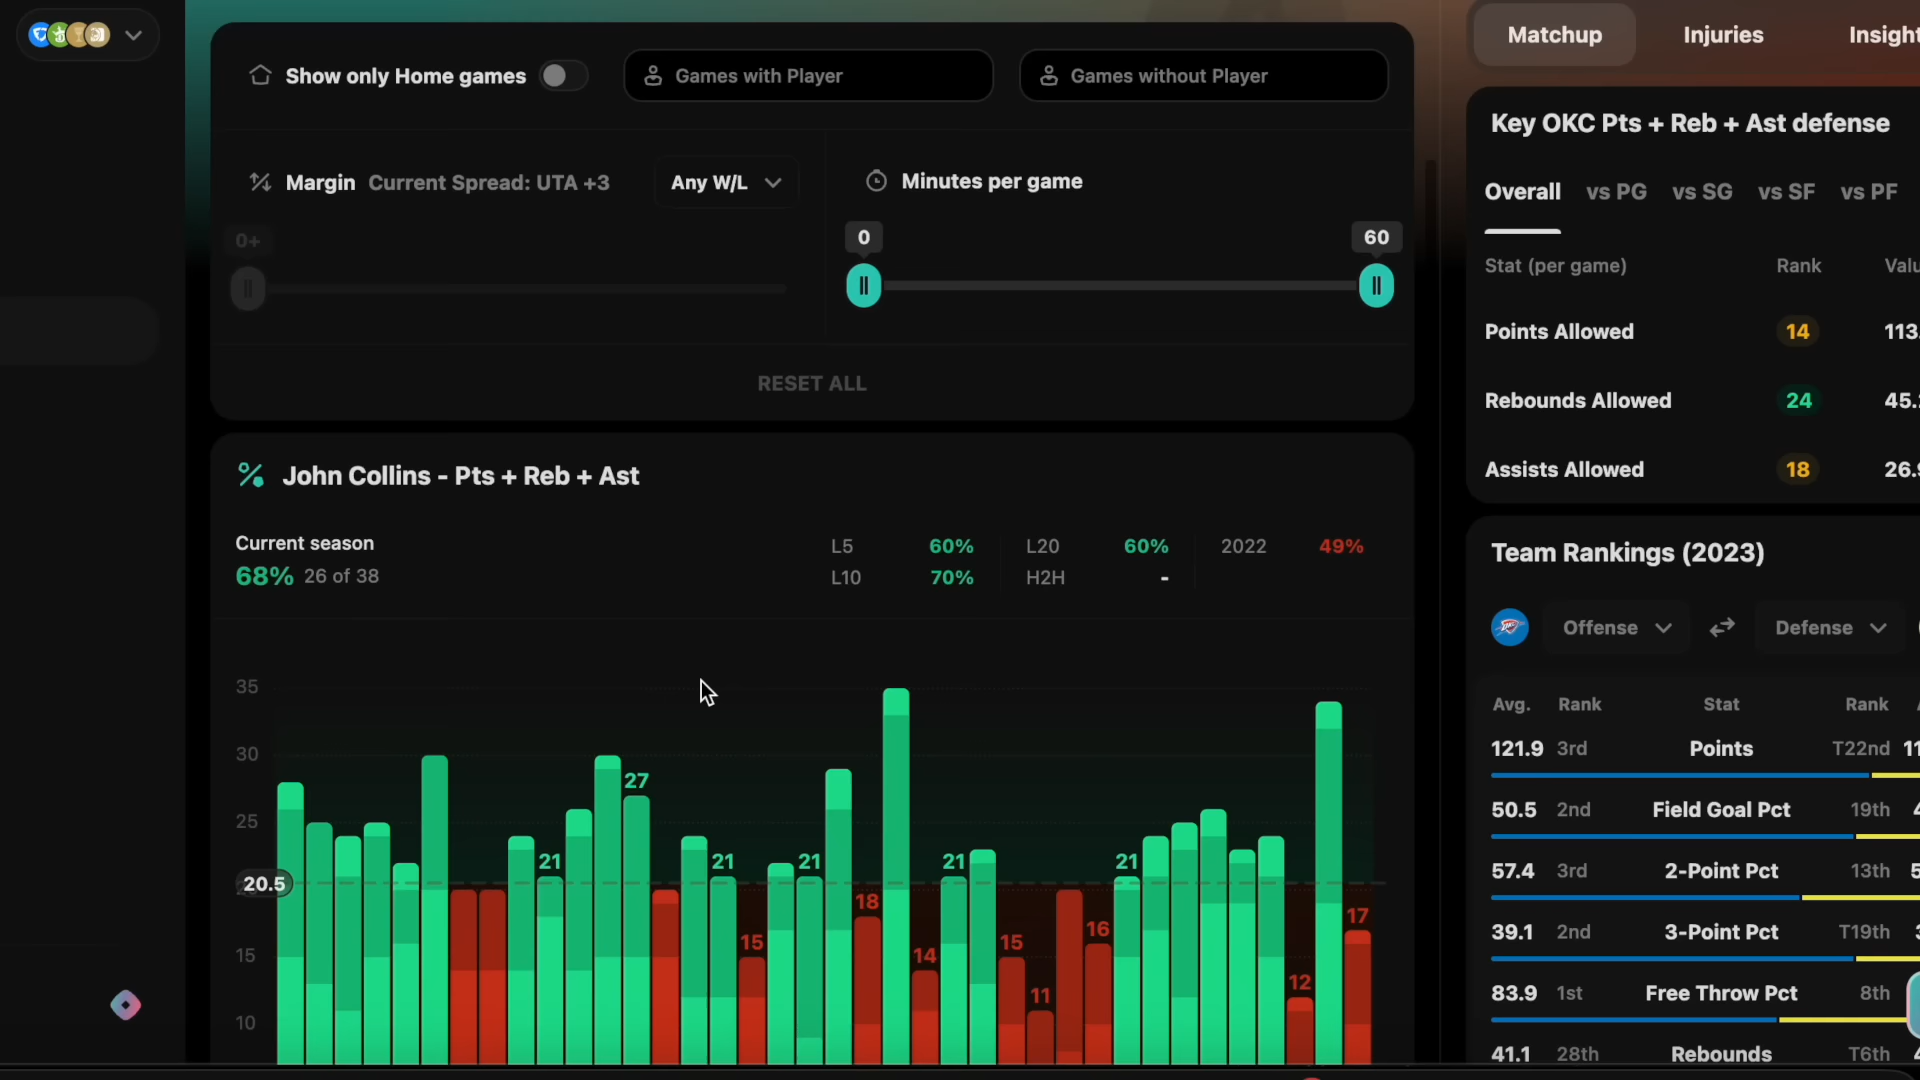 Show only Home games
Games with Player
Games without Player
Margin Current Spread: UTA +3
Any W/L
Minutes per game
0+
0
60
RESET ALL
John Collins - Pts + Reb + Ast
Current season
68% 26 of 38
L5 60% L20 60% 2022 49%
L10 70% H2H -
35
30
25
20.5
15
10
27
21
21
21
21
21
15
18
14
15
11
16
12
17
Matchup Injuries Insight
Key OKC Pts + Reb + Ast defense
Overall vs PG vs SG vs SF vs PF
Stat (per game) Rank
Points Allowed 14 113.
Rebounds Allowed 24 45.
Assists Allowed 18 26.
Team Rankings (2023)
Offense Defense
Avg. Rank Stat Rank
121.9 3rd Points T22nd
50.5 2nd Field Goal Pct 19th
57.4 3rd 2-Point Pct 13th
39.1 2nd 3-Point Pct T19th
83.9 1st Free Throw Pct 8th
41.1 28th Rebounds T6th